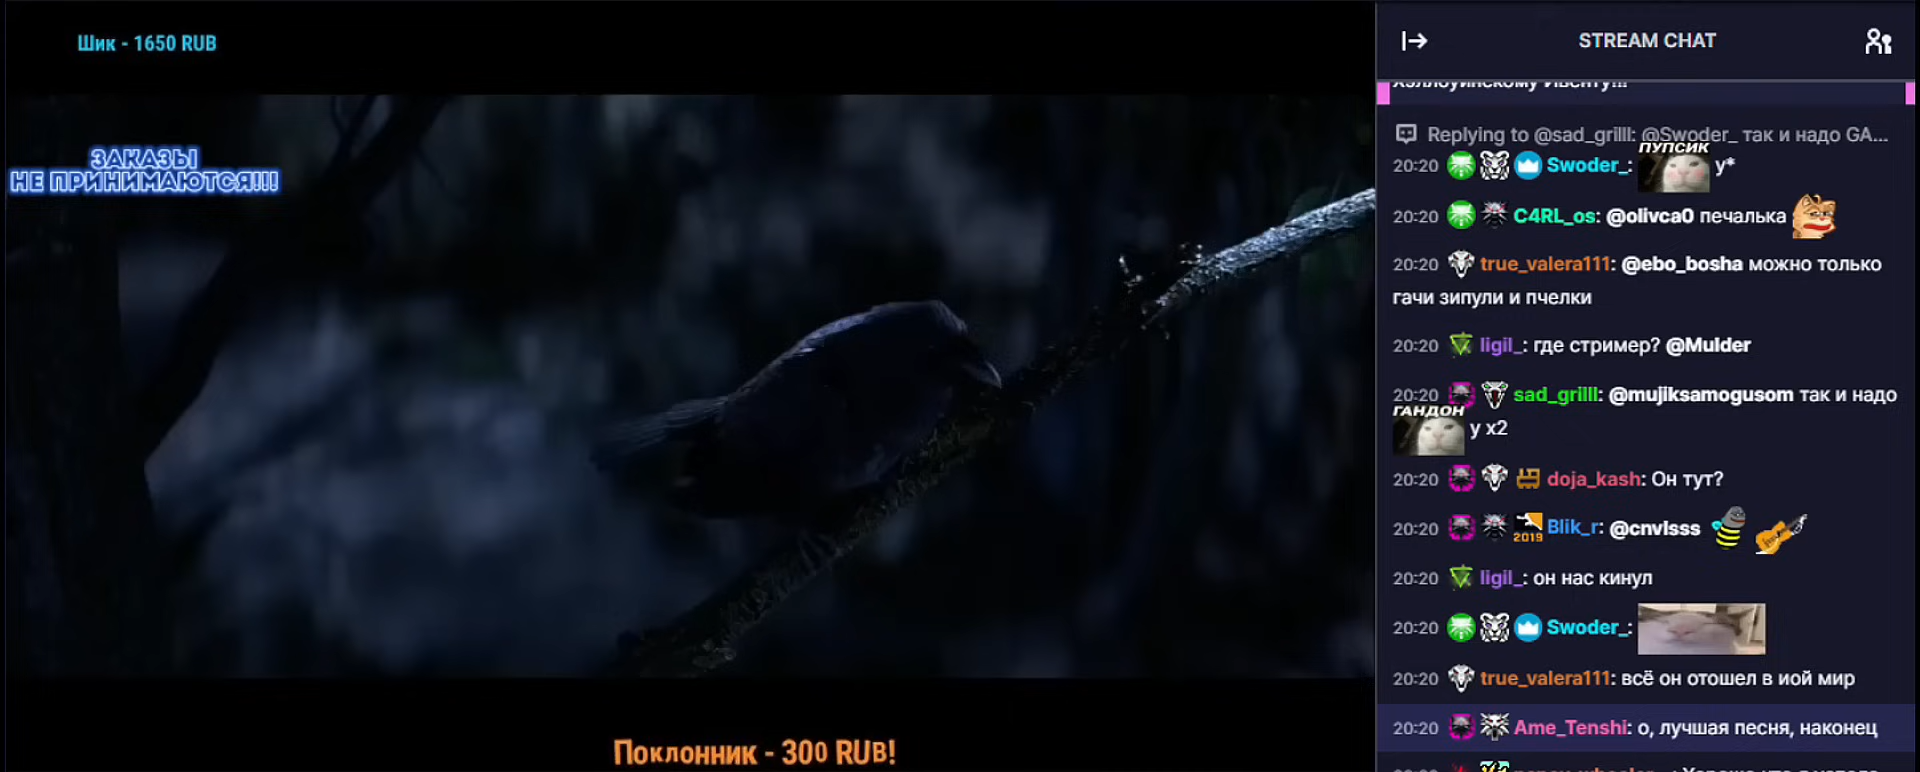 Шик - 1650 RUB
ЗАКАЗЫ
НЕ ПРИНИМАЮТСЯ!!!
Поклонник - 300 RUB!
STREAM CHAT
Хэллоуинскому Ивенту!!!
Replying to @sad_grilll: @Swoder_ так и надо GA...
20:20 Swoder_: ПУПСИК у*
20:20 C4RL_os: @olivca0 печалька
20:20 true_valera111: @ebo_bosha можно только
гачи зипули и пчелки
20:20 ligil_: где стример? @Mulder
20:20 sad_grilll: @mujiksamogusom так и надо
ГАНДОН у x2
20:20 doja_kash: Он тут?
20:20 2019 Blik_r: @cnvlsss
20:20 ligil_: он нас кинул
20:20 Swoder_:
20:20 true_valera111: всё он отошел в иой мир
20:20 Ame_Tenshi: о, лучшая песня, наконец